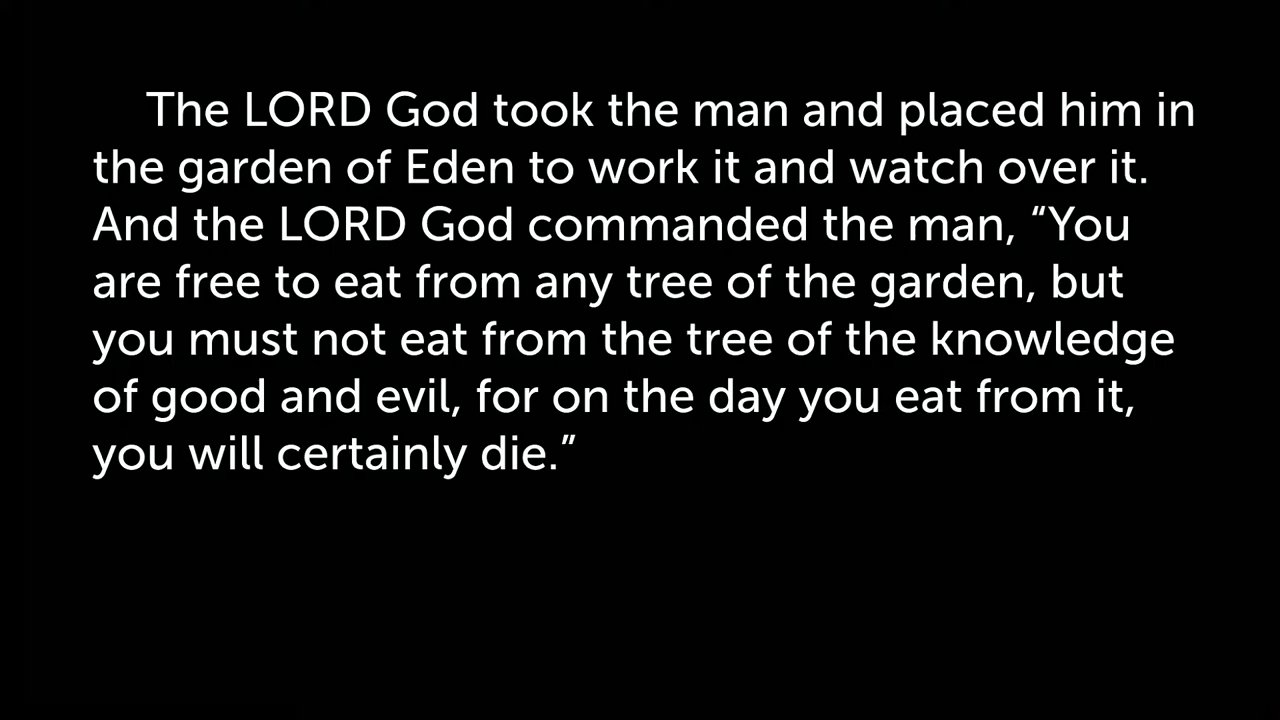 The LORD God took the man and placed him in
the garden of Eden to work it and watch over it.
And the LORD God commanded the man, “You
are free to eat from any tree of the garden, but
you must not eat from the tree of the knowledge
of good and evil, for on the day you eat from it,
you will certainly die.”